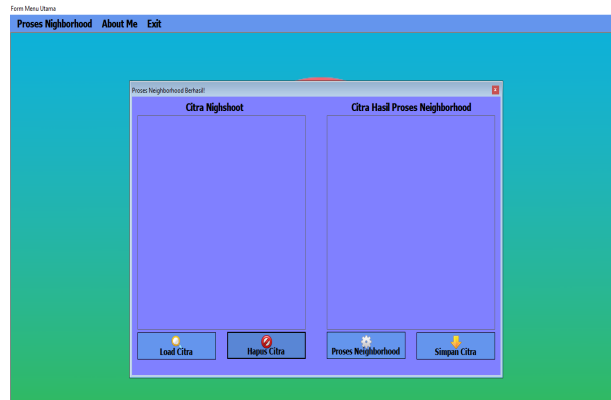 Form Menu Utama
Proses Nighborhood About Me Exit
Proses Neighborhood Berhasil!
Citra Nighshoot Citra Hasil Proses Neighborhood
Load Citra Hapus Citra Proses Neighborhood Simpan Citra